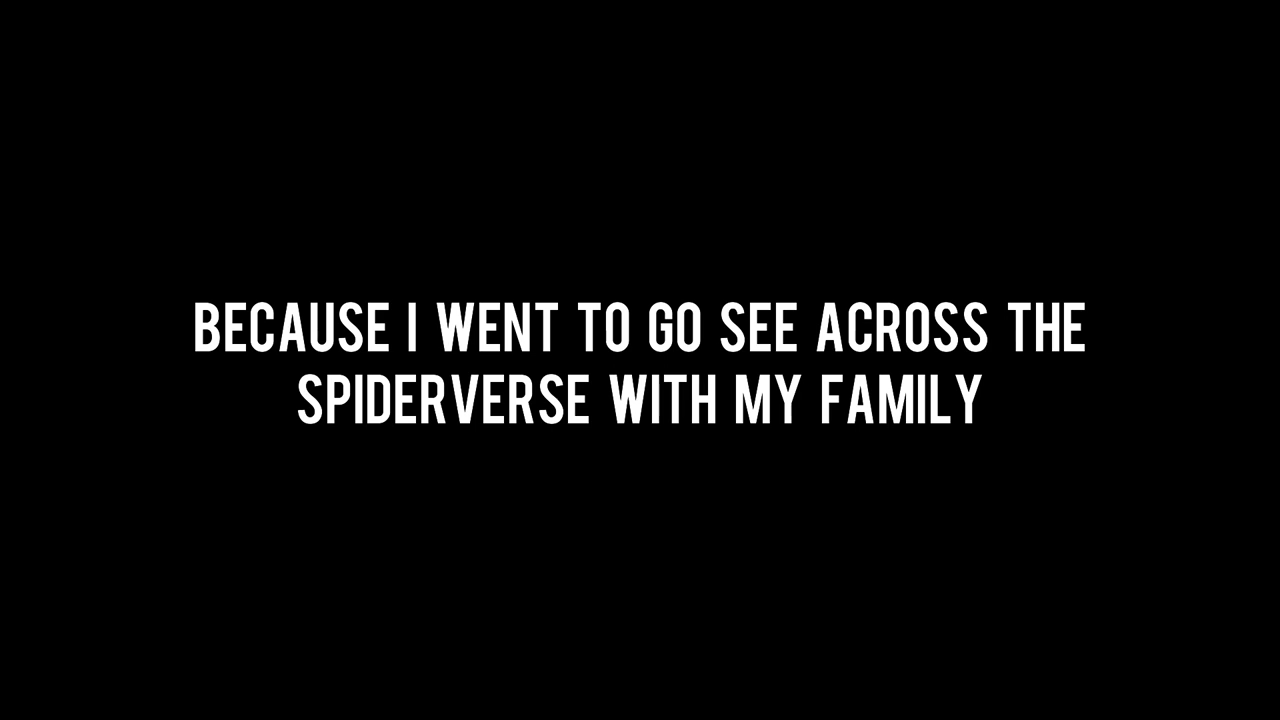 BECAUSE I WENT TO GO SEE ACROSS THE
SPIDERVERSE WITH MY FAMILY